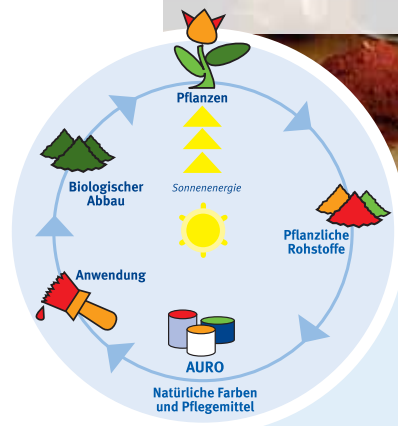 Pflanzen
Sonnenenergie
Pflanzliche
Rohstoffe
AURO
Natürliche Farben
und Pflegemittel
Anwendung
Biologischer
Abbau